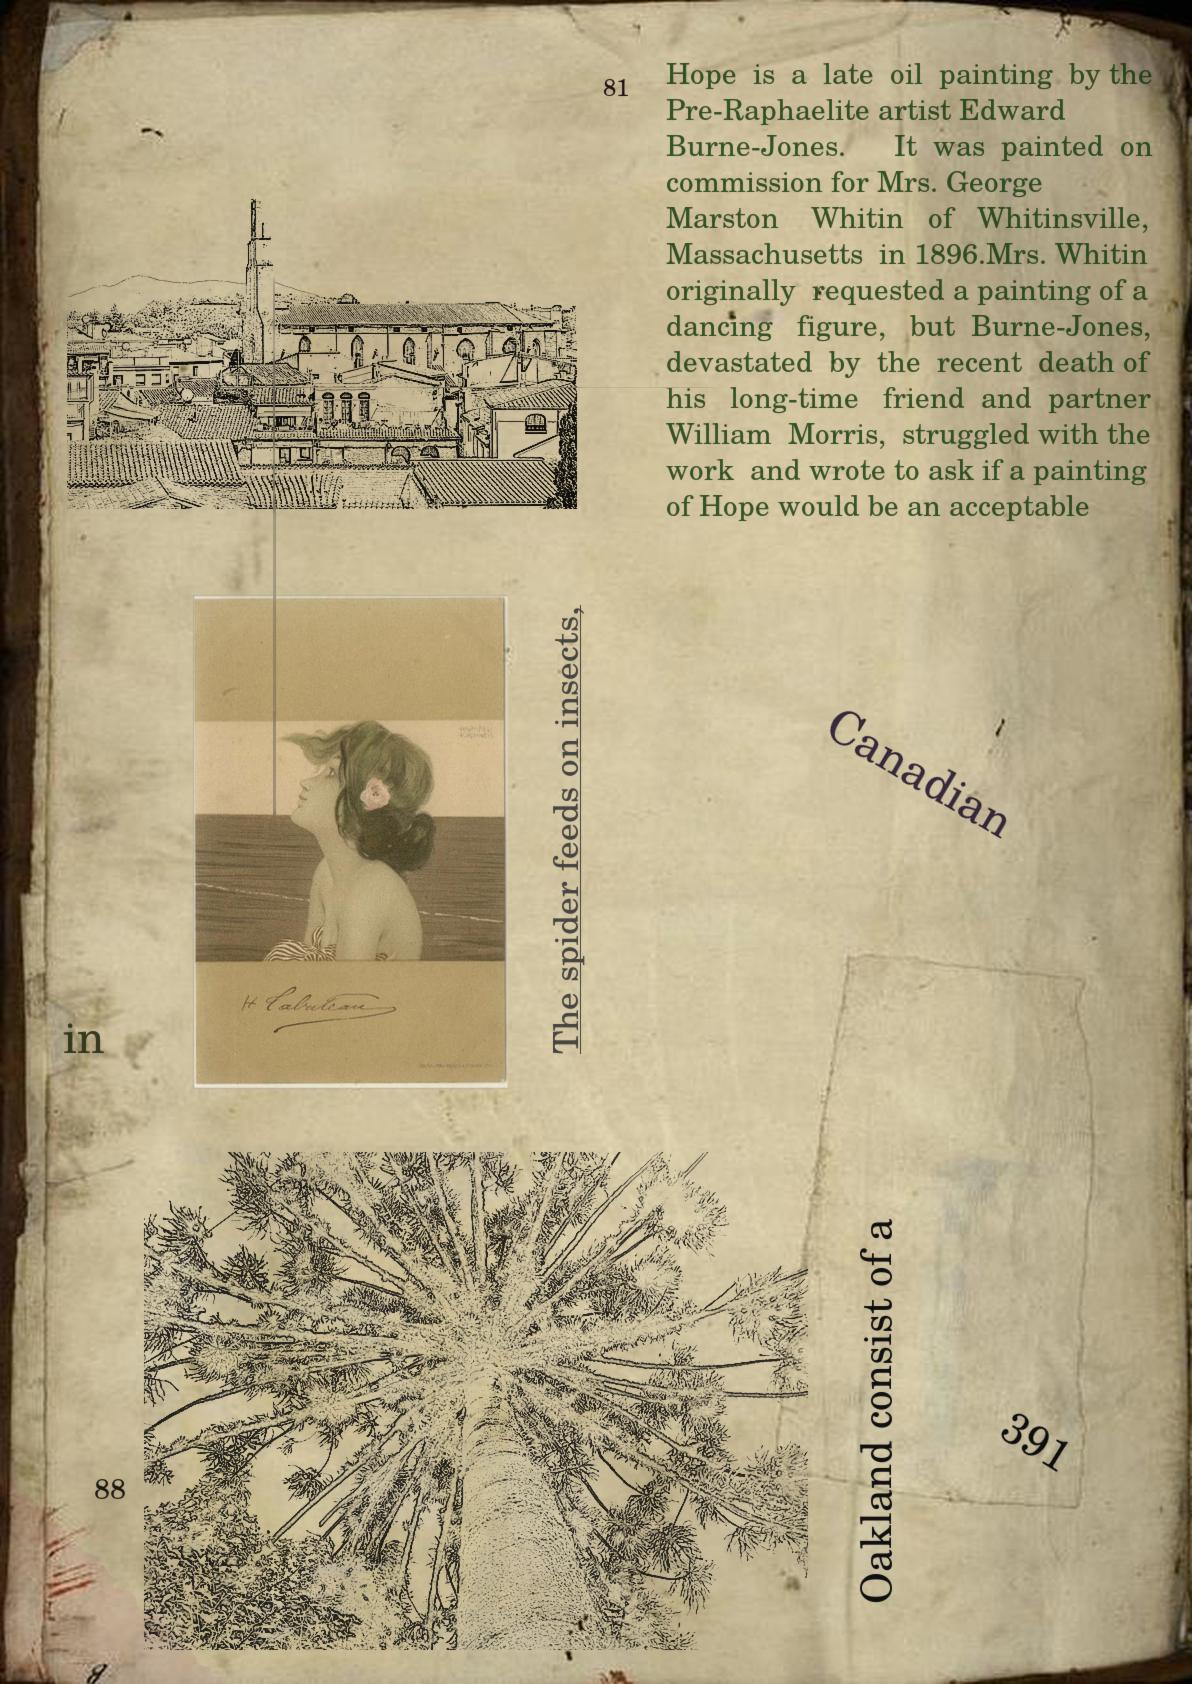 81
Hope is a late oil painting by the
Pre-Raphaelite artist Edward
Burne-Jones. It was painted on
commission for Mrs. George
Marston Whitin of Whitinsville,
Massachusetts in 1896.Mrs. Whitin
originally requested a painting of a
dancing figure, but Burne-Jones,
devastated by the recent death of
his long-time friend and partner
William Morris, struggled with the
work and wrote to ask if a painting
of Hope would be an acceptable
The spider feeds on insects,
Canadian
in
Oakland consist of a
391
88